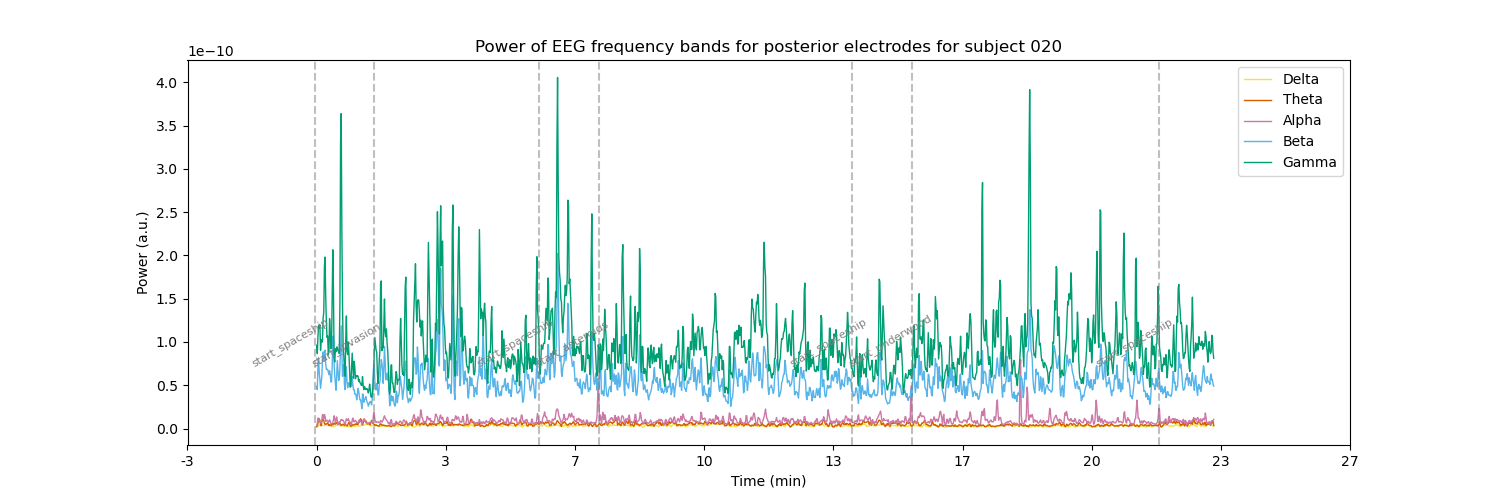 Power of EEG frequency bands for posterior electrodes for subject 020
1e−10
4.0
3.5
3.0
2.5
2.0
1.5
1.0
0.5
0.0
Power (a.u.)
Delta
Theta
Alpha
Beta
Gamma
start_spaceship
start_spaceship
start_spaceship
start_underwood
start_spaceship
-3
0
3
7
10
13
17
20
23
27
Time (min)